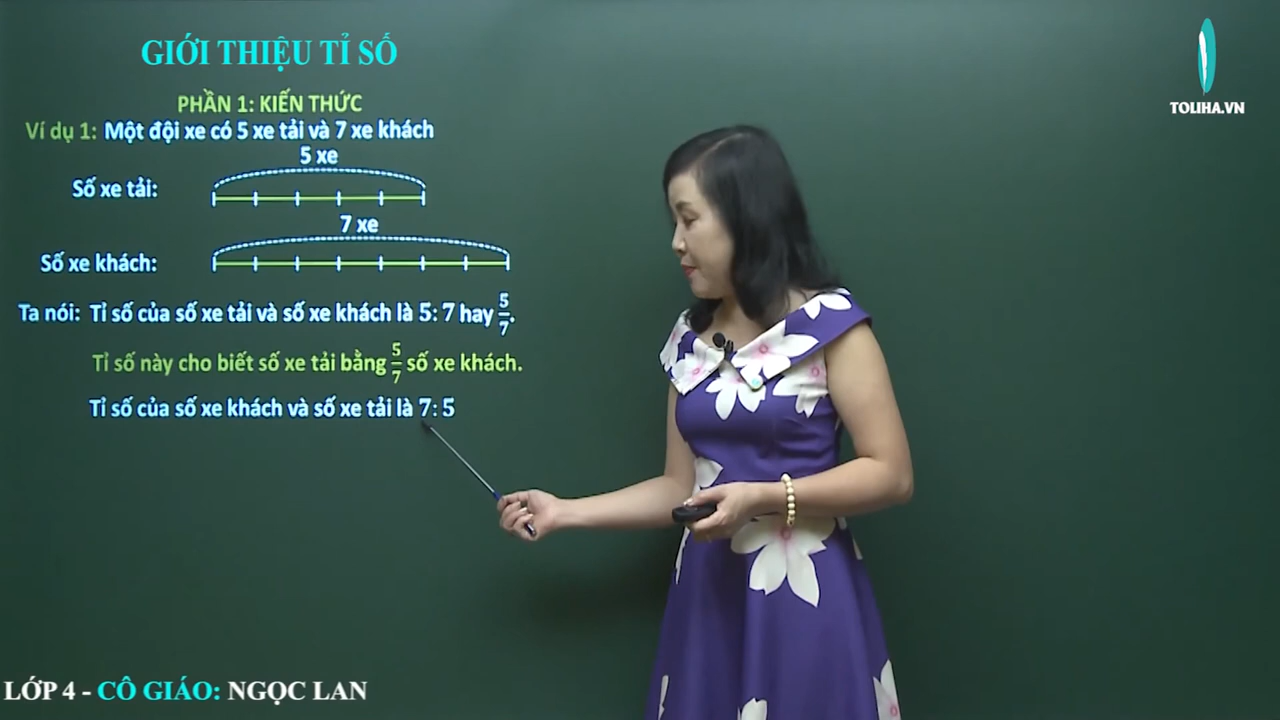 GIỚI THIỆU TỈ SỐ
TOLIHA.VN
PHẦN 1: KIẾN THỨC
Ví dụ 1: Một đội xe có 5 xe tải và 7 xe khách
5 xe
Số xe tải:
7 xe
Số xe khách:
Ta nói: Tỉ số của số xe tải và số xe khách là 5: 7 hay 5/7.
Tỉ số này cho biết số xe tải bằng 5/7 số xe khách.
Tỉ số của số xe khách và số xe tải là 7: 5
LỚP 4 - CÔ GIÁO: NGỌC LAN